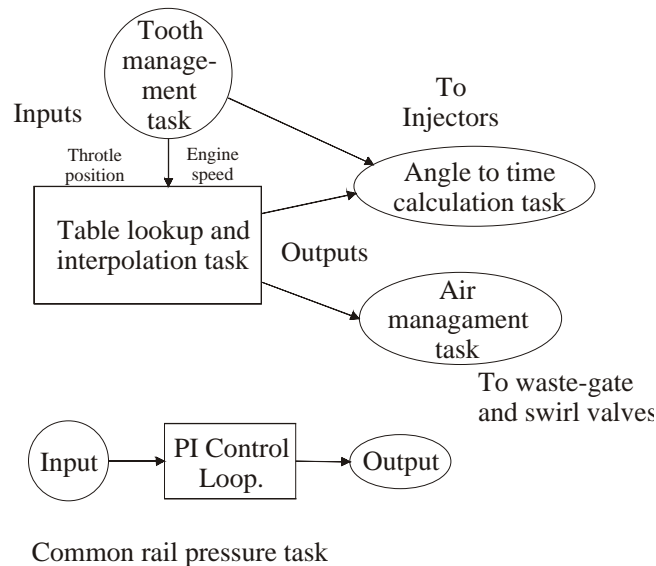 Tooth
manage-
ment
task
To
Injectors
Inputs
Throtle
position
Engine
speed
Angle to time
calculation task
Table lookup and
interpolation task
Outputs
Air
managament
task
To waste-gate
and swirl valves
Input
PI Control
Loop.
Output
Common rail pressure task